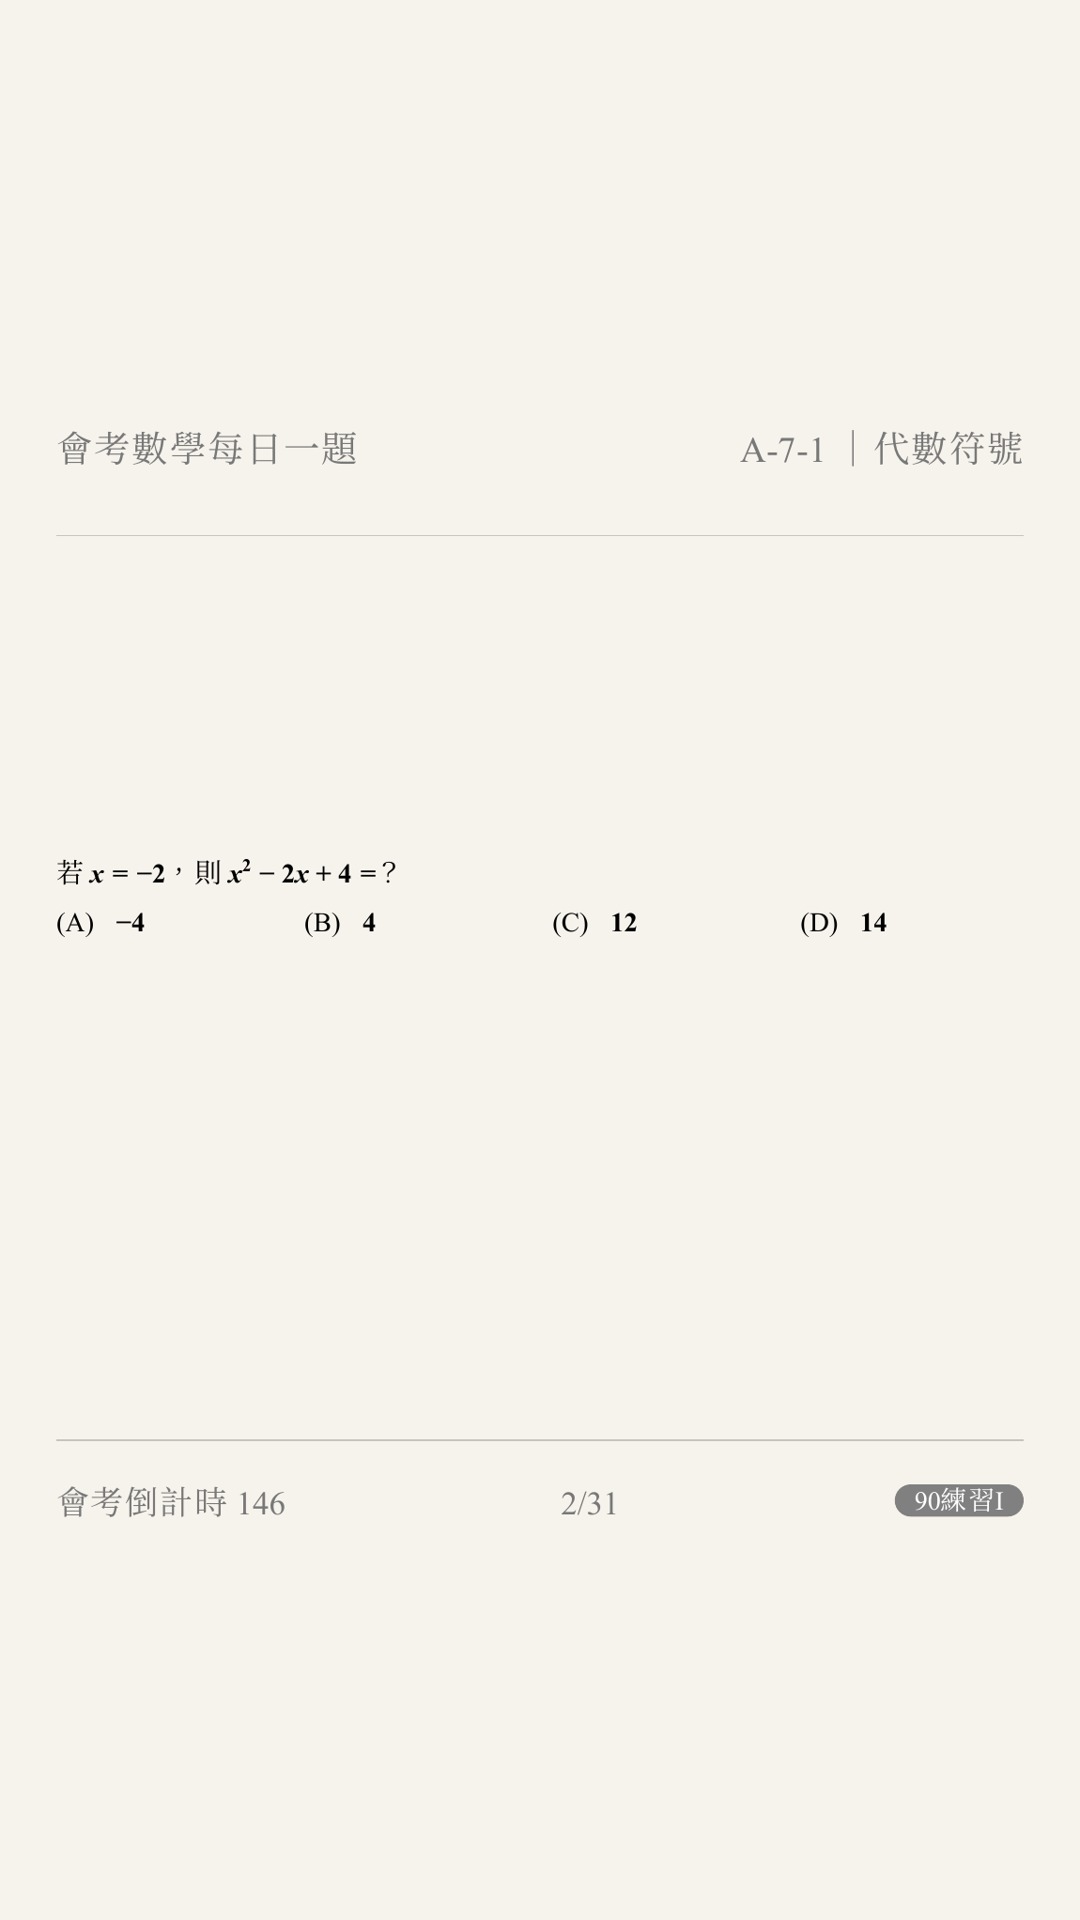 會考數學每日一題
A-7-1 │ 代數符號
若 x = −2，則 x² − 2x + 4 =？
(A) −4 (B) 4 (C) 12 (D) 14
會考倒計時 146
2/31
90練習I